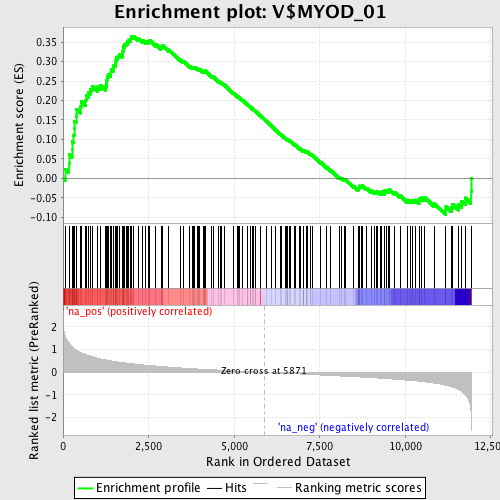 Enrichment plot: V$MYOD_01
Enrichment score (ES)
0.35
0.30
0.25
0.20
0.15
0.10
0.05
0.00
-0.05
-0.10
'na_pos' (positively correlated)
Ranked list metric (PreRanked)
2
1
0
-1
-2
Zero cross at 5871
'na_neg' (negatively correlated)
0
2,500
5,000
7,500
10,000
12,500
Rank in Ordered Dataset
Enrichment profile
Hits
Ranking metric scores